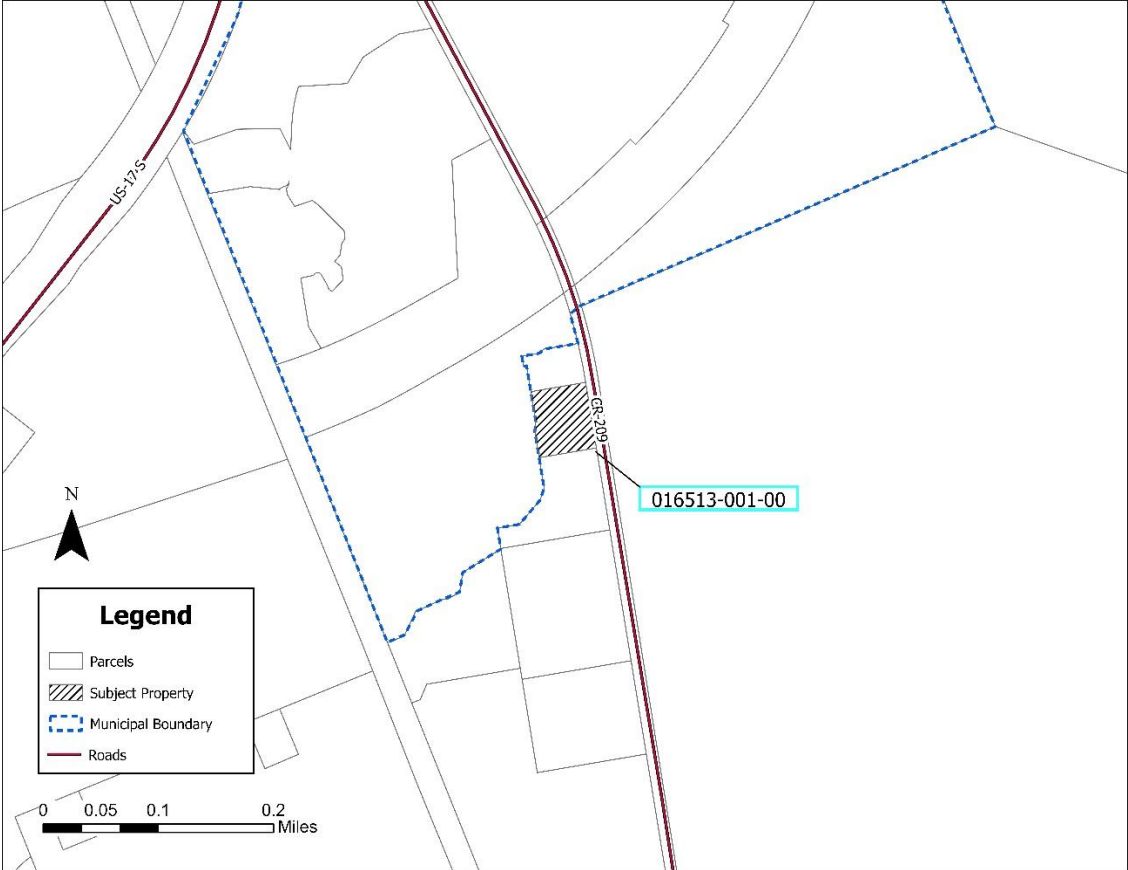 US-17-S
CR-209
016513-001-00
N
Legend
Parcels
Subject Property
Municipal Boundary
Roads
0 0.05 0.1 0.2
Miles